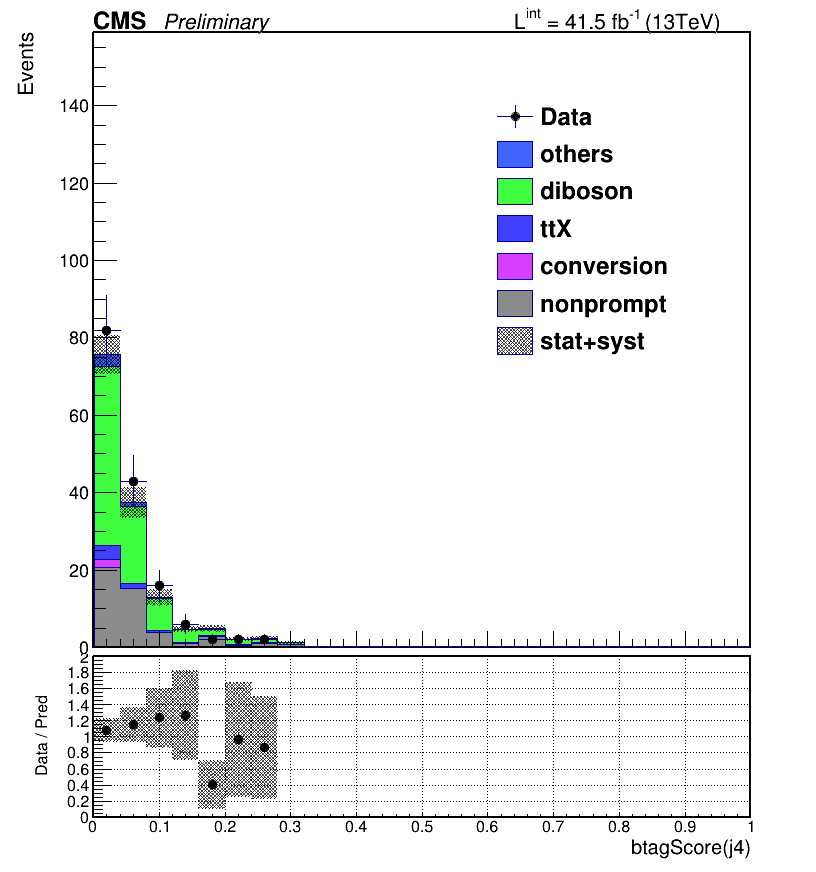 CMS Preliminary L^int = 41.5 fb^-1 (13TeV)
Events
140
120
100
80
60
40
20
0
Data
others
diboson
ttX
conversion
nonprompt
stat+syst
Data / Pred
2
1.8
1.6
1.4
1.2
1
0.8
0.6
0.4
0.2
0
0 0.1 0.2 0.3 0.4 0.5 0.6 0.7 0.8 0.9 1
btagScore(j4)